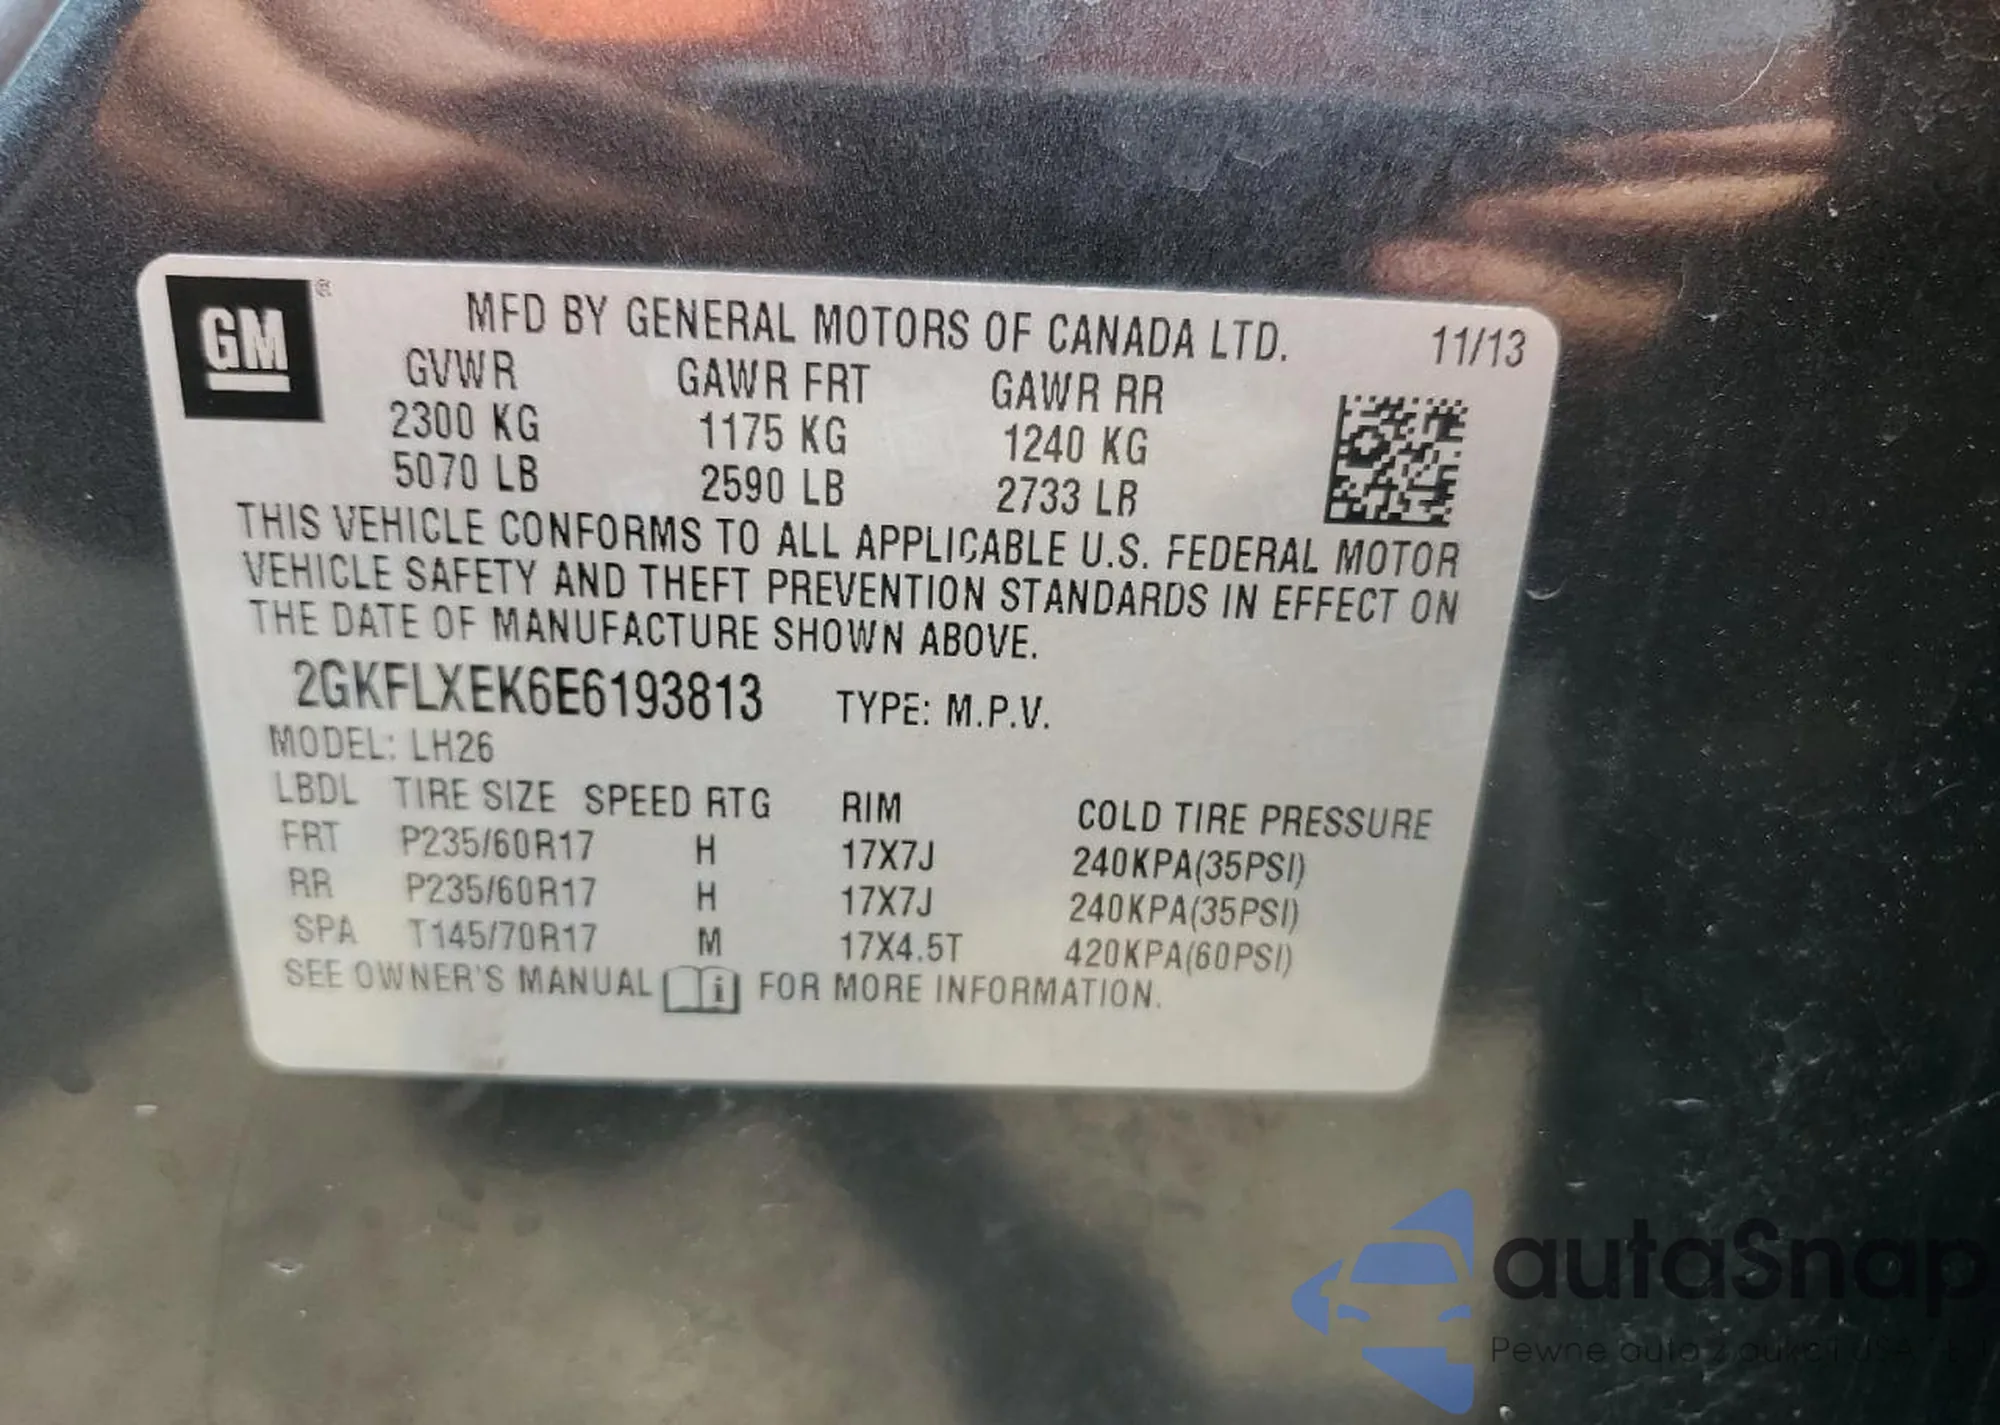 GM ®
MFD BY GENERAL MOTORS OF CANADA LTD. 11/13
GVWR GAWR FRT GAWR RR
2300 KG 1175 KG 1240 KG
5070 LB 2590 LB 2733 LB
THIS VEHICLE CONFORMS TO ALL APPLICABLE U.S. FEDERAL MOTOR
VEHICLE SAFETY AND THEFT PREVENTION STANDARDS IN EFFECT ON
THE DATE OF MANUFACTURE SHOWN ABOVE.
2GKFLXEK6E6193813 TYPE: M.P.V.
MODEL: LH26
LBDL TIRE SIZE SPEED RTG RIM COLD TIRE PRESSURE
FRT P235/60R17 H 17X7J 240KPA(35PSI)
RR P235/60R17 H 17X7J 240KPA(35PSI)
SPA T145/70R17 M 17X4.5T 420KPA(60PSI)
SEE OWNER'S MANUAL i FOR MORE INFORMATION.
autaSnap
Pewne auta z aukcji USA